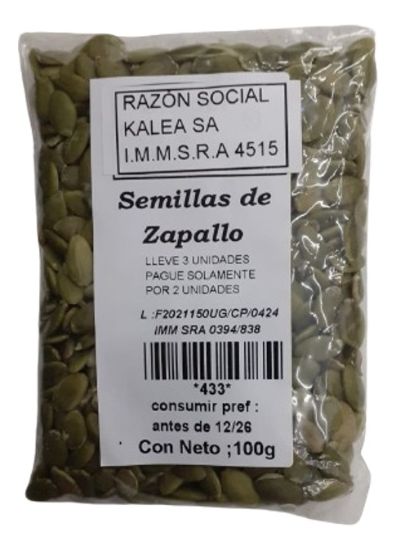 RAZÓN SOCIAL
KALEA SA
I.M.M.S.R.A 4515
Semillas de
Zapallo
LLEVE 3 UNIDADES
PAGUE SOLAMENTE
POR 2 UNIDADES
L :F2021150UG/CP/0424
IMM SRA 0394/838
*433*
consumir pref :
antes de 12/26
Con Neto ;100g